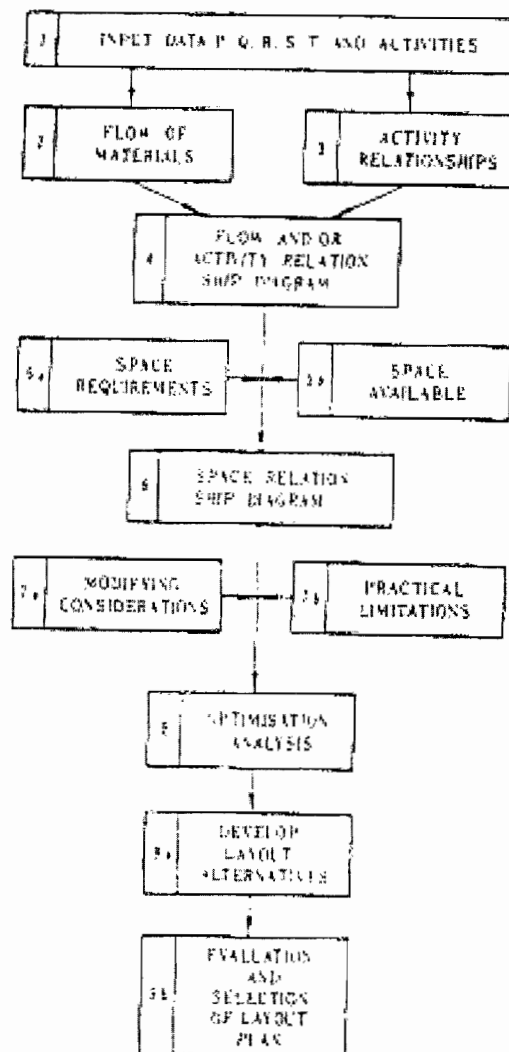 1 INPUT DATA P Q. R. S T AND ACTIVITIES
2 FLOW OF
MATERIALS
3 ACTIVITY
RELATIONSHIPS
4 FLOW AND/OR
ACTIVITY RELATION
SHIP DIAGRAM
SPACE
REQUIREMENTS
SPACE
AVAILABLE
6 SPACE RELATION
SHIP DIAGRAM
7a MODIFYING
CONSIDERATIONS
7b PRACTICAL
LIMITATIONS
OPTIMISATION
ANALYSIS
DEVELOP
LAYOUT
ALTERNATIVES
EVALUATION
AND
SELECTION
OF LAYOUT
PLAN